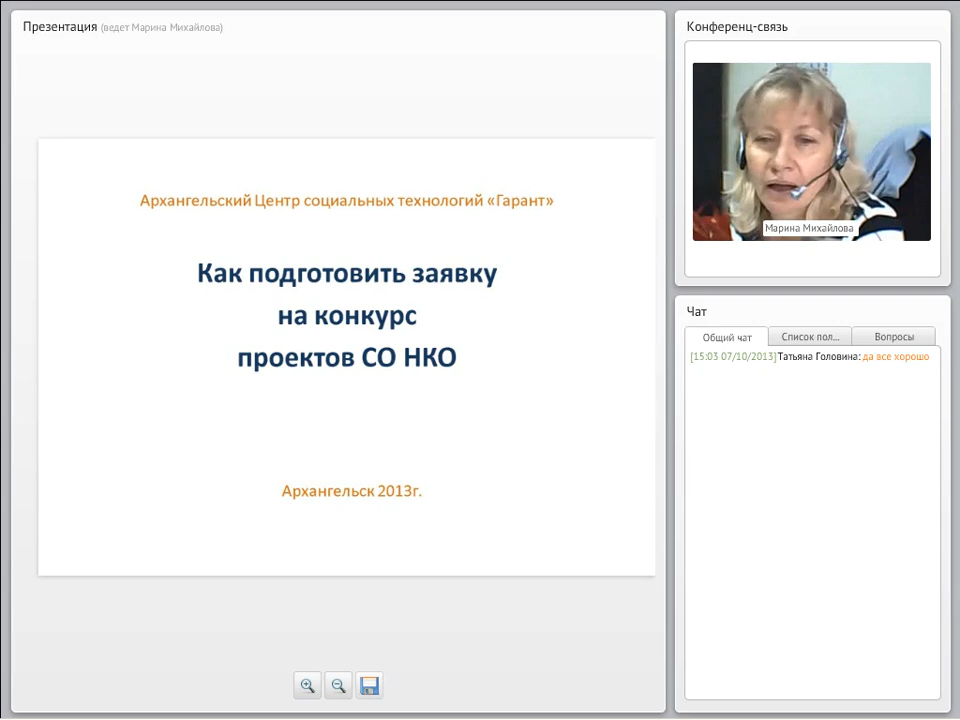 Презентация (ведет Марина Михайлова)
Архангельский Центр социальных технологий «Гарант»
Как подготовить заявку
на конкурс
проектов СО НКО
Архангельск 2013г.
Конференц-связь
Марина Михайлова
Чат
Общий чат
Список пол...
Вопросы
[15:03 07/10/2013]Татьяна Головина: да все хорошо